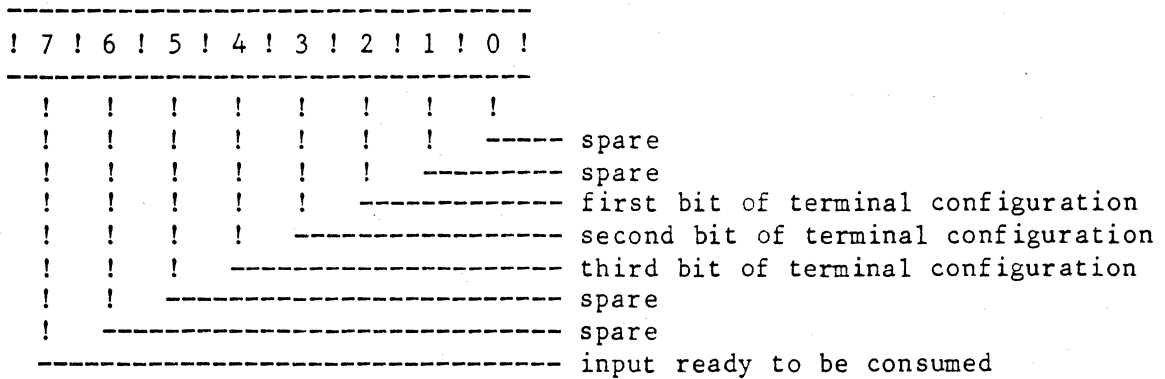 ---------------------------------
! 7 ! 6 ! 5 ! 4 ! 3 ! 2 ! 1 ! 0 !
---------------------------------
  !   !   !   !   !   !   !   !
  !   !   !   !   !   !   !   ----- spare
  !   !   !   !   !   !   --------- spare
  !   !   !   !   !   ------------- first bit of terminal configuration
  !   !   !   !   ----------------- second bit of terminal configuration
  !   !   !   --------------------- third bit of terminal configuration
  !   !   ------------------------- spare
  !   ----------------------------- spare
  --------------------------------- input ready to be consumed